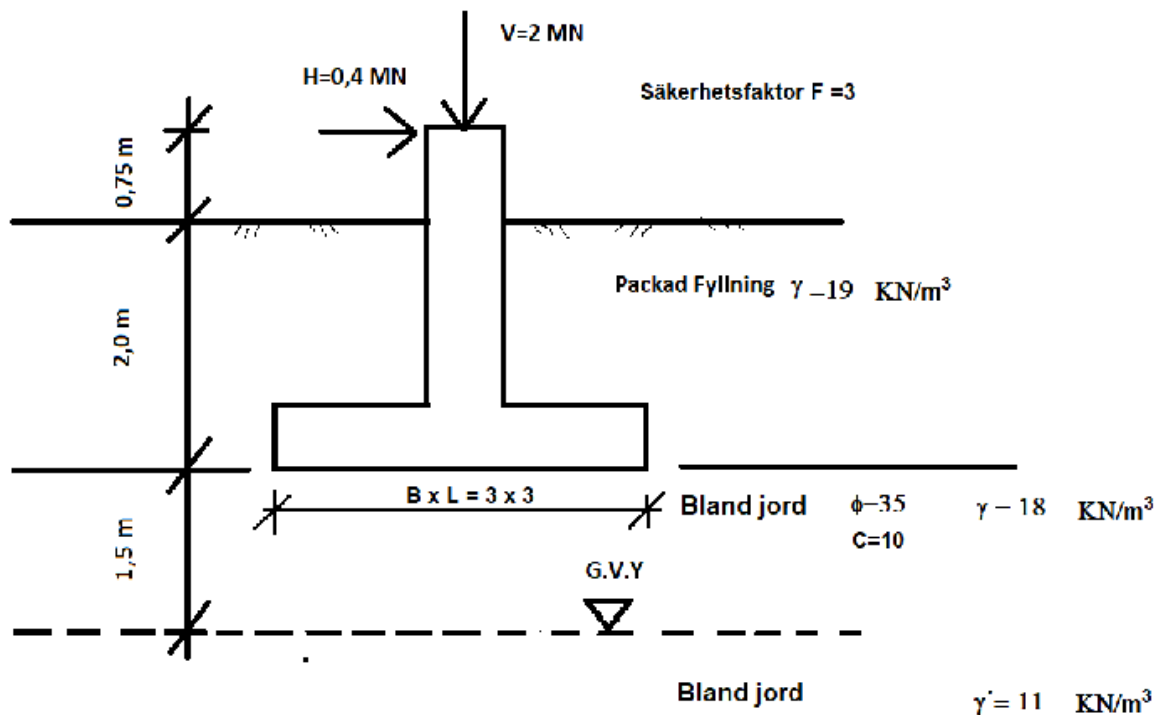 V=2 MN
H=0,4 MN
Säkerhetsfaktor F =3
0,75 m
Packad Fyllning γ –19 KN/m³
2,0 m
B x L = 3 x 3
Bland jord ϕ–35 γ – 18 KN/m³
C=10
1,5 m
G.V.Y
Bland jord γ' = 11 KN/m³